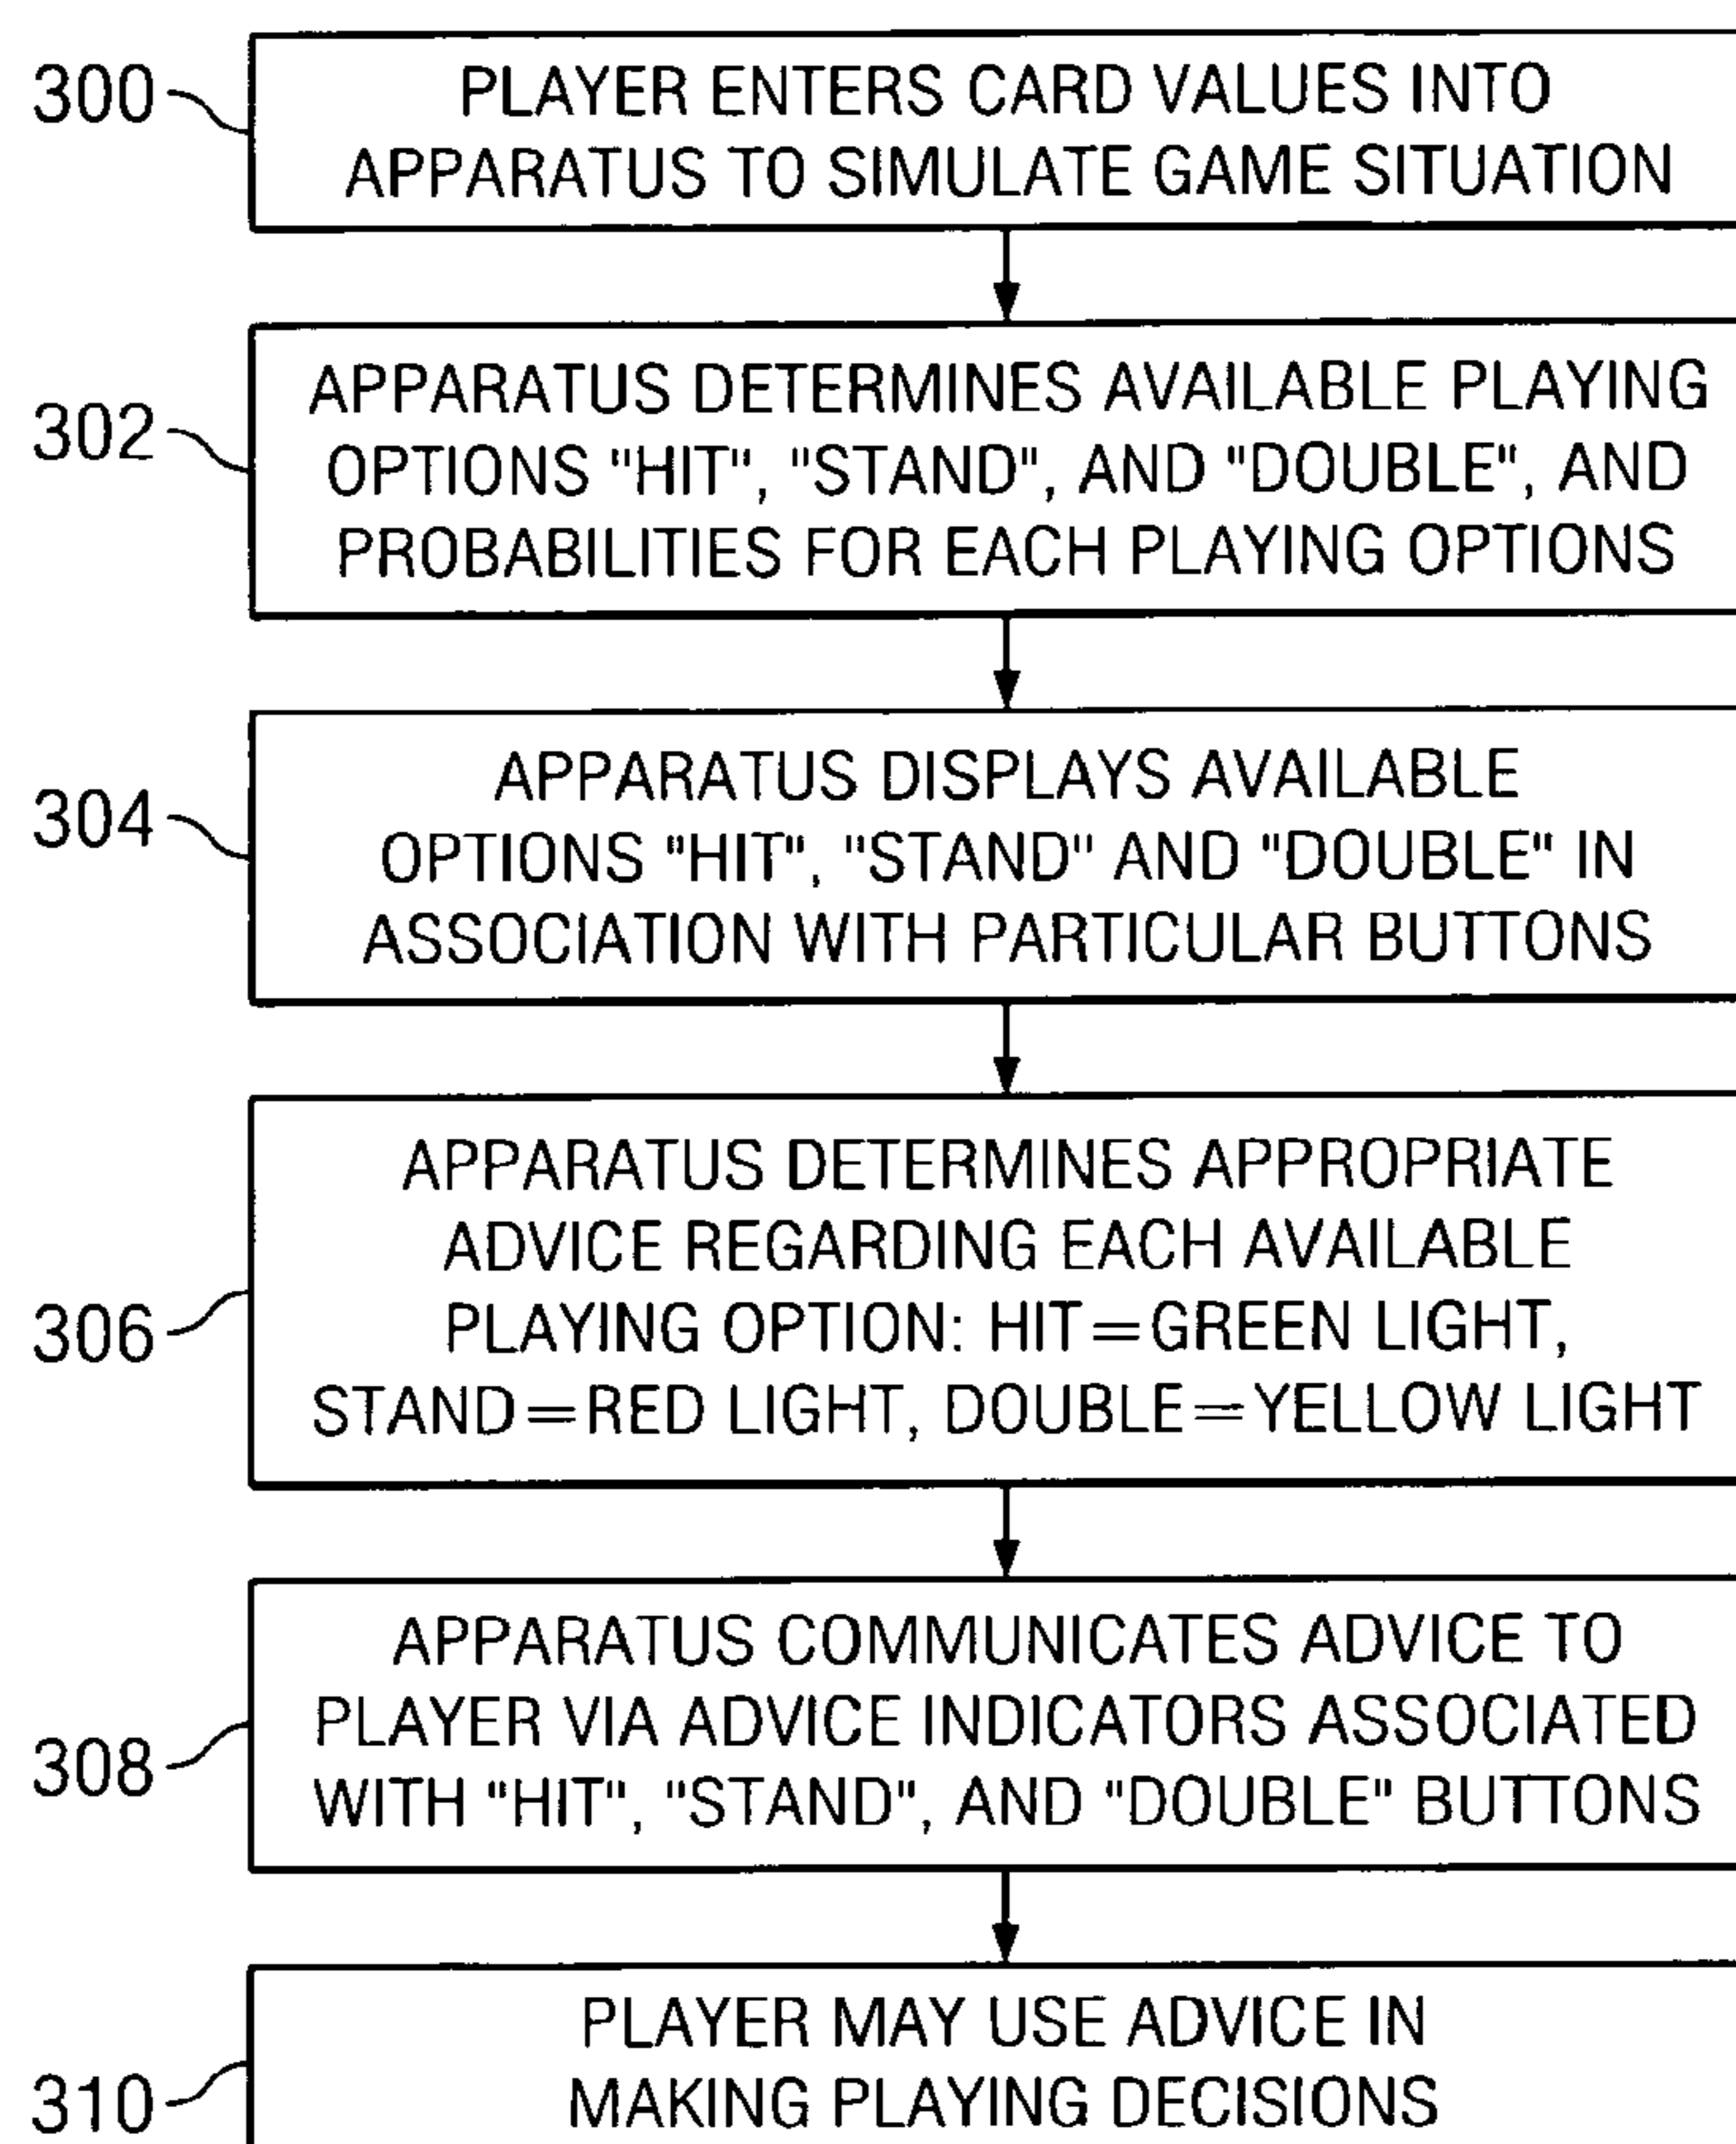 300
PLAYER ENTERS CARD VALUES INTO
APPARATUS TO SIMULATE GAME SITUATION
302
APPARATUS DETERMINES AVAILABLE PLAYING
OPTIONS "HIT", "STAND", AND "DOUBLE", AND
PROBABILITIES FOR EACH PLAYING OPTIONS
304
APPARATUS DISPLAYS AVAILABLE
OPTIONS "HIT", "STAND" AND "DOUBLE" IN
ASSOCIATION WITH PARTICULAR BUTTONS
306
APPARATUS DETERMINES APPROPRIATE
ADVICE REGARDING EACH AVAILABLE
PLAYING OPTION: HIT=GREEN LIGHT,
STAND=RED LIGHT, DOUBLE=YELLOW LIGHT
308
APPARATUS COMMUNICATES ADVICE TO
PLAYER VIA ADVICE INDICATORS ASSOCIATED
WITH "HIT", "STAND", AND "DOUBLE" BUTTONS
310
PLAYER MAY USE ADVICE IN
MAKING PLAYING DECISIONS